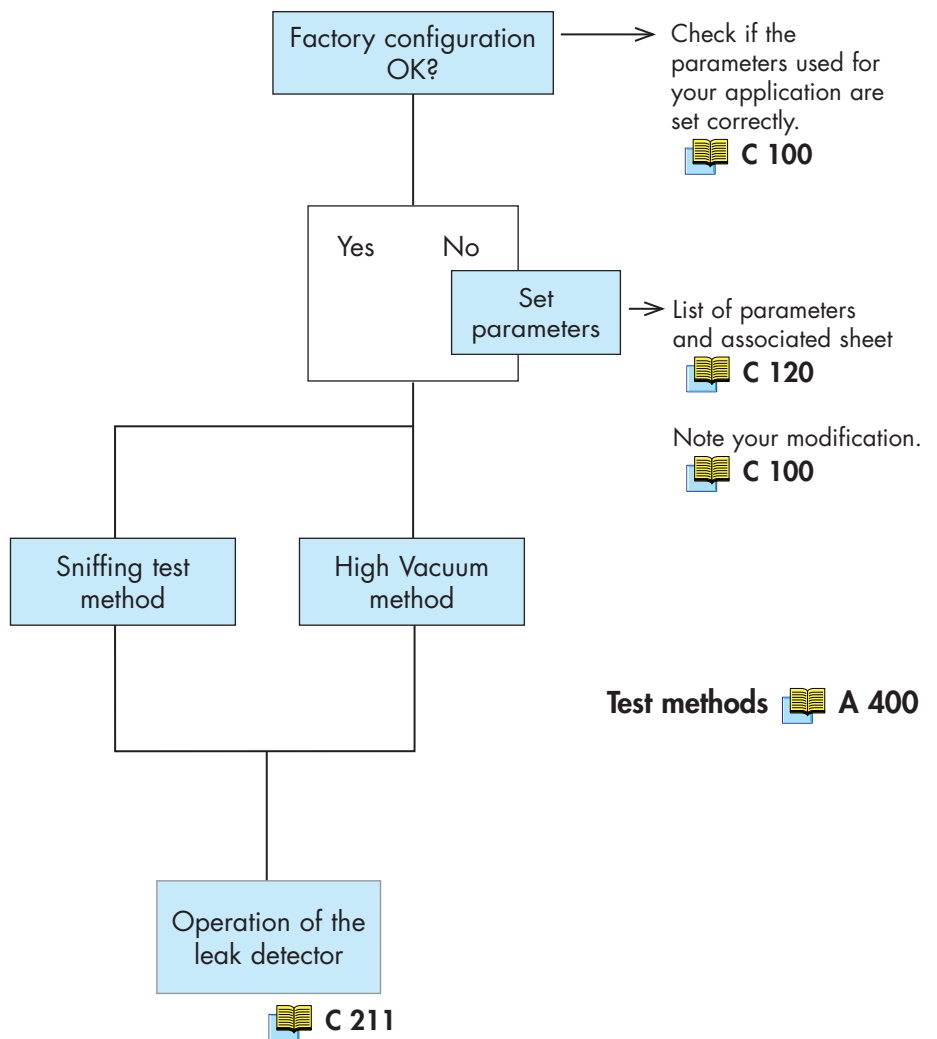 Factory configuration
OK?
Check if the
parameters used for
your application are
set correctly.
C 100
Yes
No
Set
parameters
List of parameters
and associated sheet
C 120
Note your modification.
C 100
Sniffing test
method
High Vacuum
method
Test methods A 400
Operation of the
leak detector
C 211